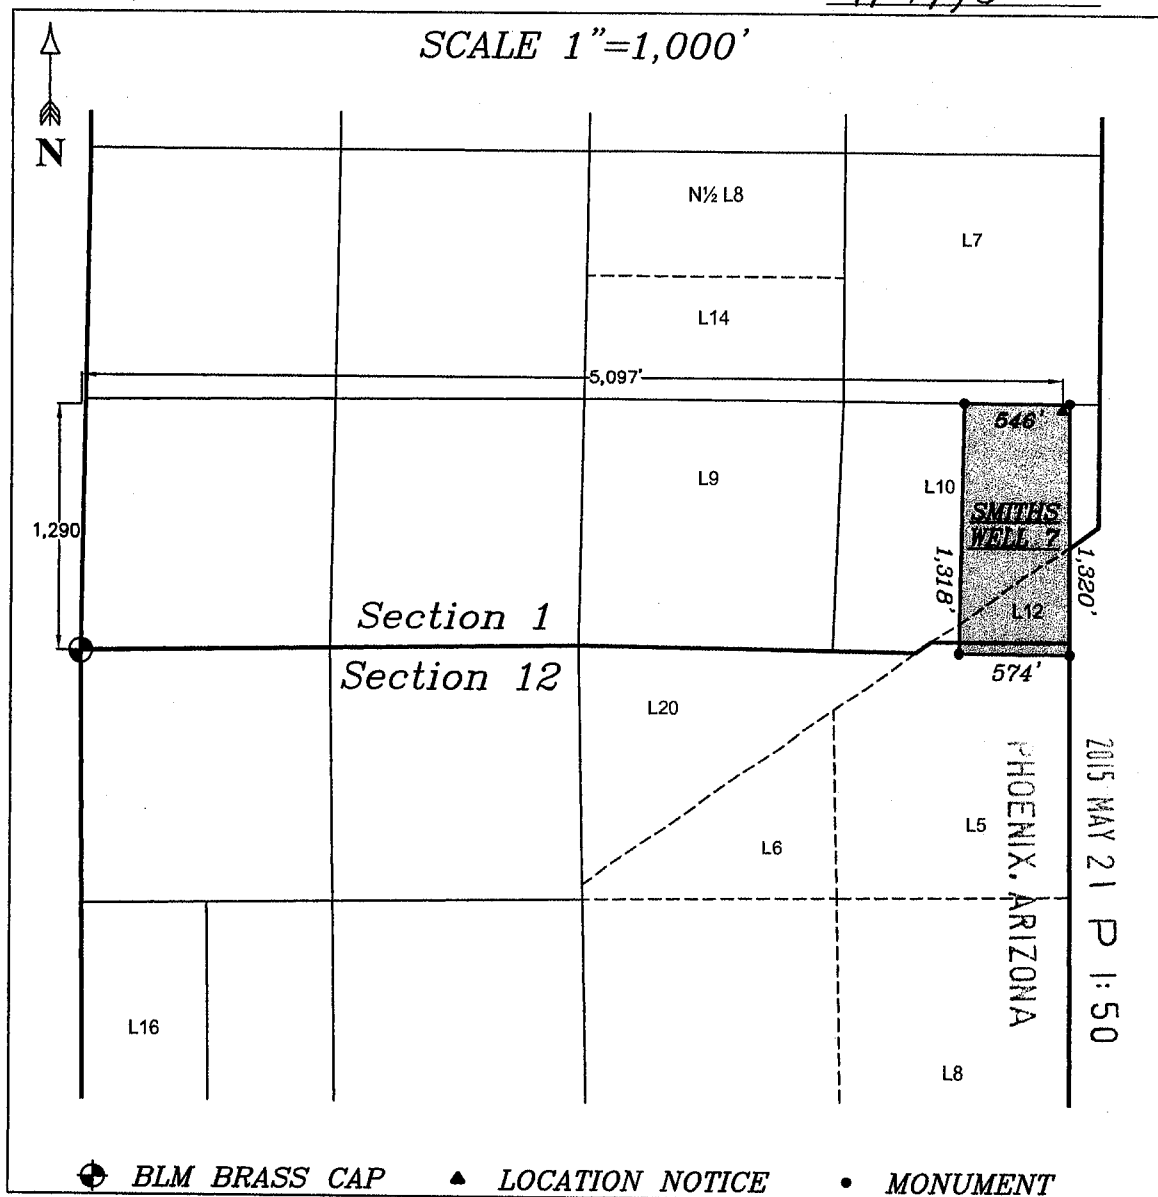 SCALE 1"=1,000'
N
N½ L8
L7
L14
5,097'
546'
L9
L10
1,290
SMITHS
WELL 7
1,318'
1,320'
L12
Section 1
Section 12
574'
L20
L5
L6
2015 MAY 21 P 1:50
PHOENIX, ARIZONA
L16
L8
BLM BRASS CAP
LOCATION NOTICE
MONUMENT